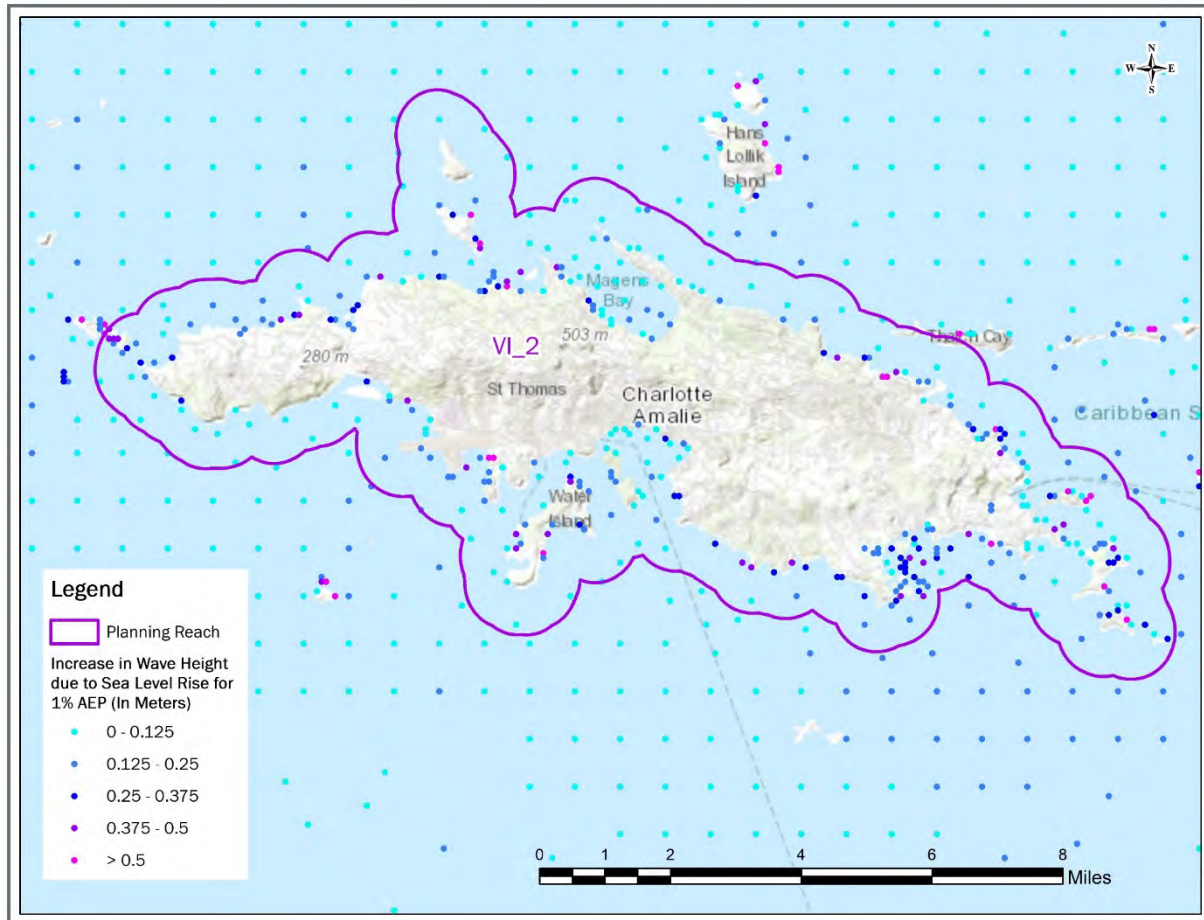 N
W E
S
Hans
Lollik
Island
Magens
Bay
503 m
280 m
VI_2
St Thomas
Charlotte
Amalie
Thatch Cay
Caribbean S
Water
Island
Legend
Planning Reach
Increase in Wave Height
due to Sea Level Rise for
1% AEP (In Meters)
0 - 0.125
0.125 - 0.25
0.25 - 0.375
0.375 - 0.5
> 0.5
0 1 2 4 6 8
Miles